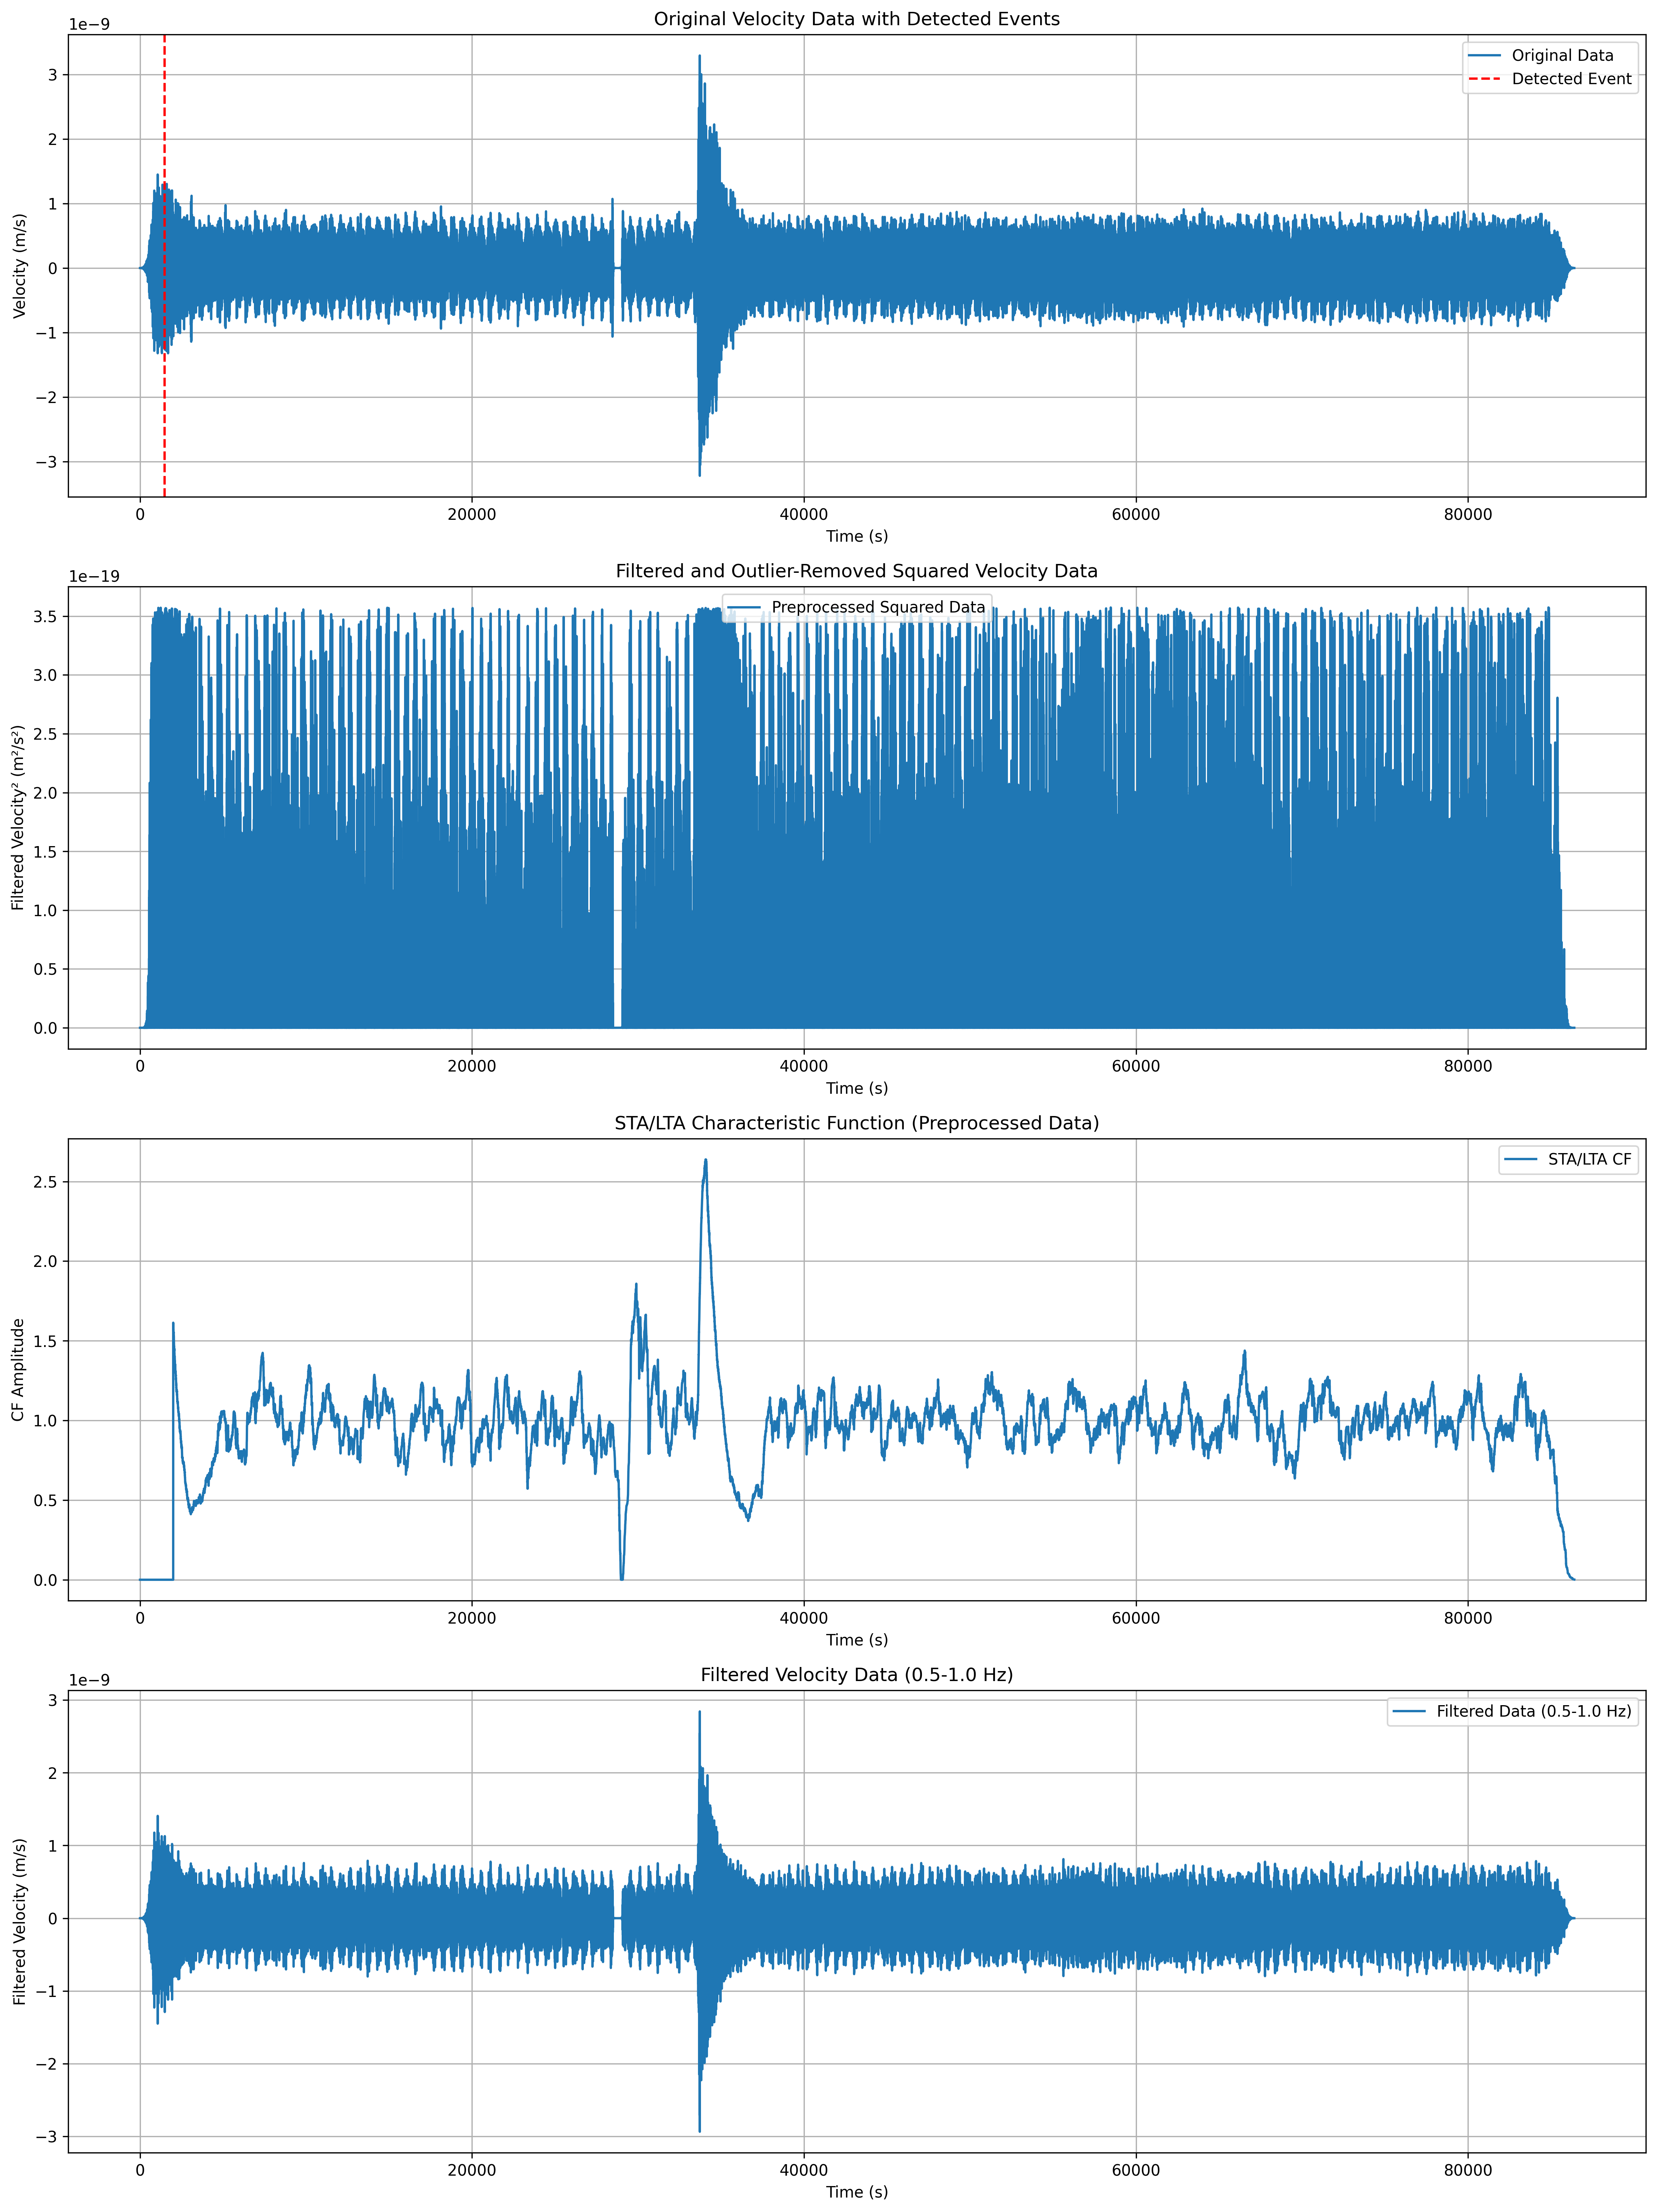 Original Velocity Data with Detected Events
1e−9
Original Data
Detected Event
3
2
1
0
−1
−2
−3
Velocity (m/s)
0 20000 40000 60000 80000
Time (s)
Filtered and Outlier-Removed Squared Velocity Data
1e−19
Preprocessed Squared Data
3.5
3.0
2.5
2.0
1.5
1.0
0.5
0.0
Filtered Velocity² (m²/s²)
0 20000 40000 60000 80000
Time (s)
STA/LTA Characteristic Function (Preprocessed Data)
STA/LTA CF
2.5
2.0
1.5
1.0
0.5
0.0
CF Amplitude
0 20000 40000 60000 80000
Time (s)
Filtered Velocity Data (0.5-1.0 Hz)
1e−9
Filtered Data (0.5-1.0 Hz)
3
2
1
0
−1
−2
−3
Filtered Velocity (m/s)
0 20000 40000 60000 80000
Time (s)